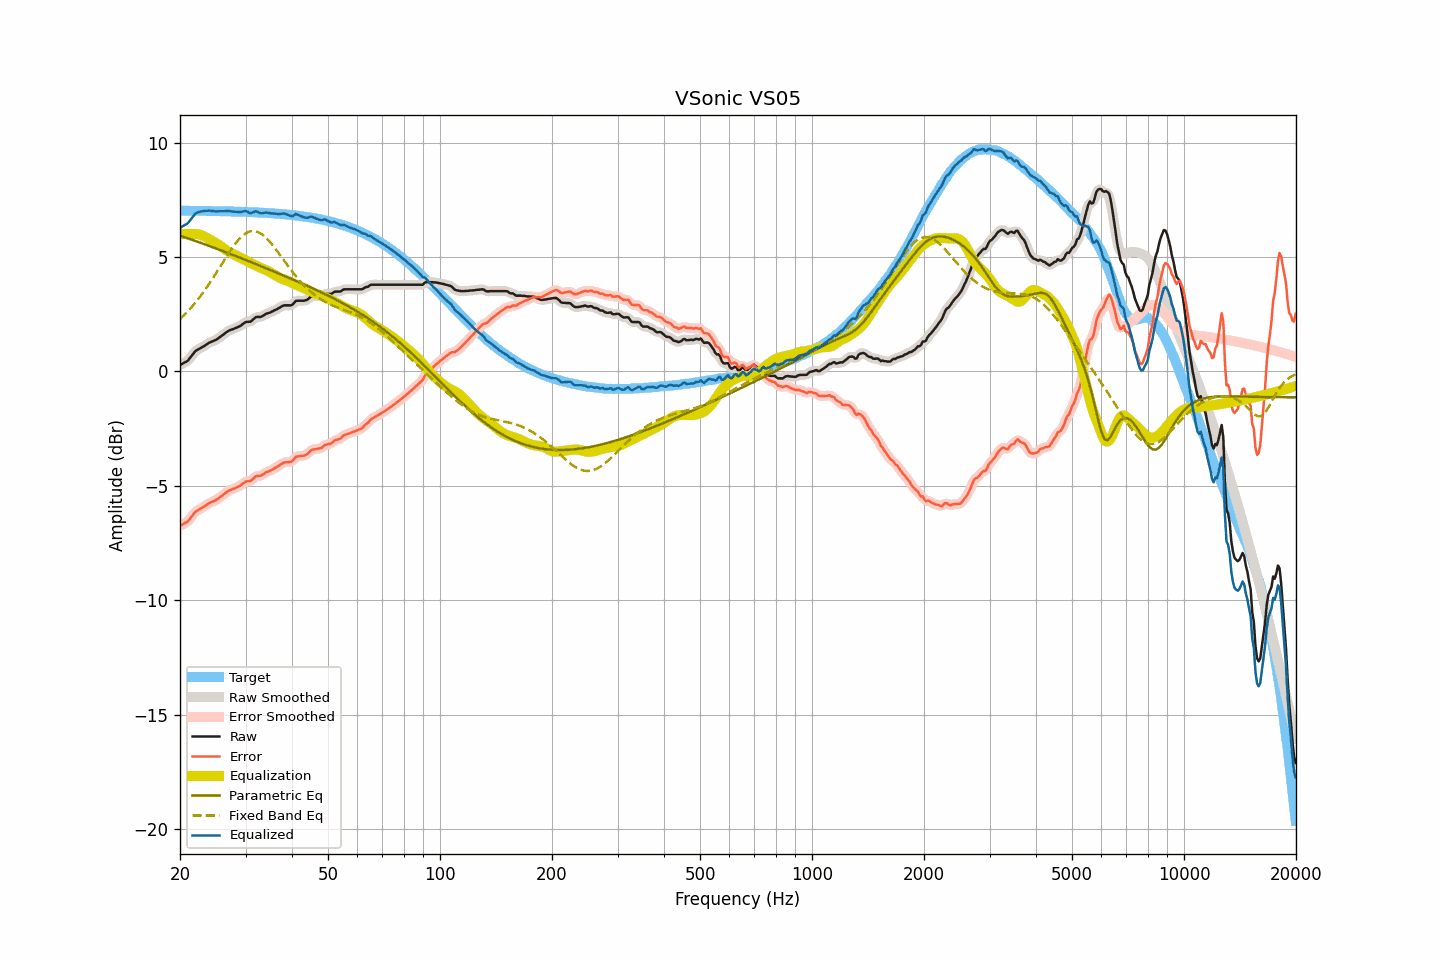 VSonic VS05
10
5
0
−5
−10
−15
−20
Amplitude (dBr)
Target
Raw Smoothed
Error Smoothed
Raw
Error
Equalization
Parametric Eq
Fixed Band Eq
Equalized
20 50 100 200 500 1000 2000 5000 10000 20000
Frequency (Hz)